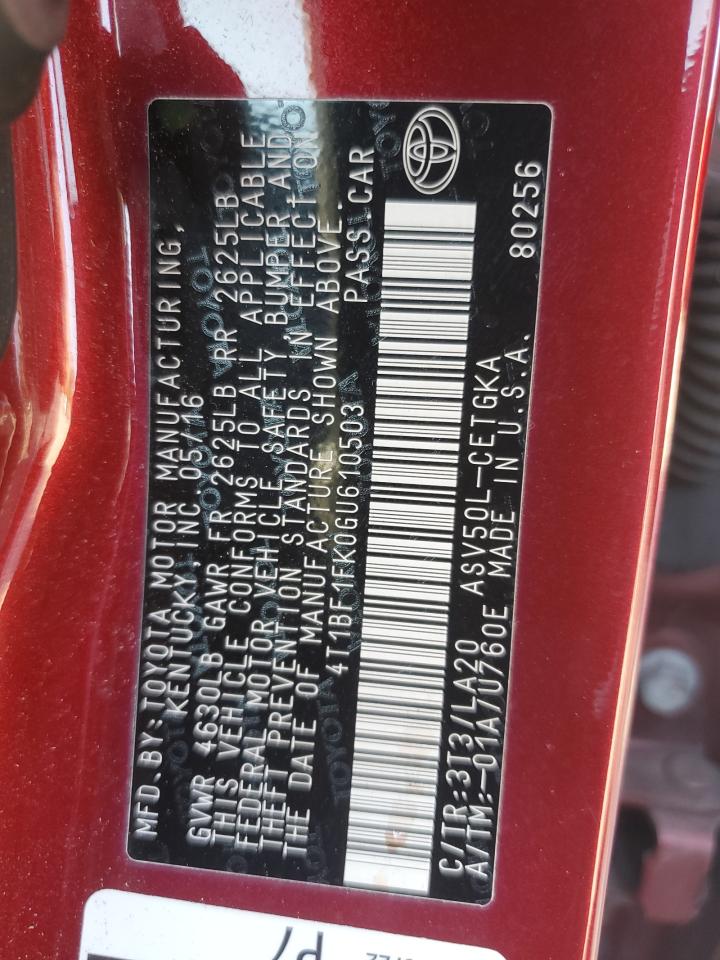 MFD. BY: TOYOTA MOTOR MANUFACTURING,
KENTUCKY, INC. 05/16
GVWR 4630LB GAWR FR 2625LB RR 2625LB
THIS VEHICLE CONFORMS TO ALL APPLICABLE
FEDERAL MOTOR VEHICLE SAFETY, BUMPER AND
THEFT PREVENTION STANDARDS IN EFFECT ON
THE DATE OF MANUFACTURE SHOWN ABOVE.
4T1BF1FK0GU610503 PASS.CAR
C/TR:3T3/LA20 ASV50L-CETGKA
A/TM:-01A/0760E MADE IN U.S.A. 80256